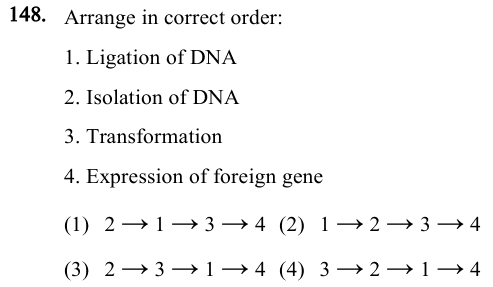 148. Arrange in correct order:
1. Ligation of DNA
2. Isolation of DNA
3. Transformation
4. Expression of foreign gene
(1) 2 → 1 → 3 → 4 (2) 1 → 2 → 3 → 4
(3) 2 → 3 → 1 → 4 (4) 3 → 2 → 1 → 4